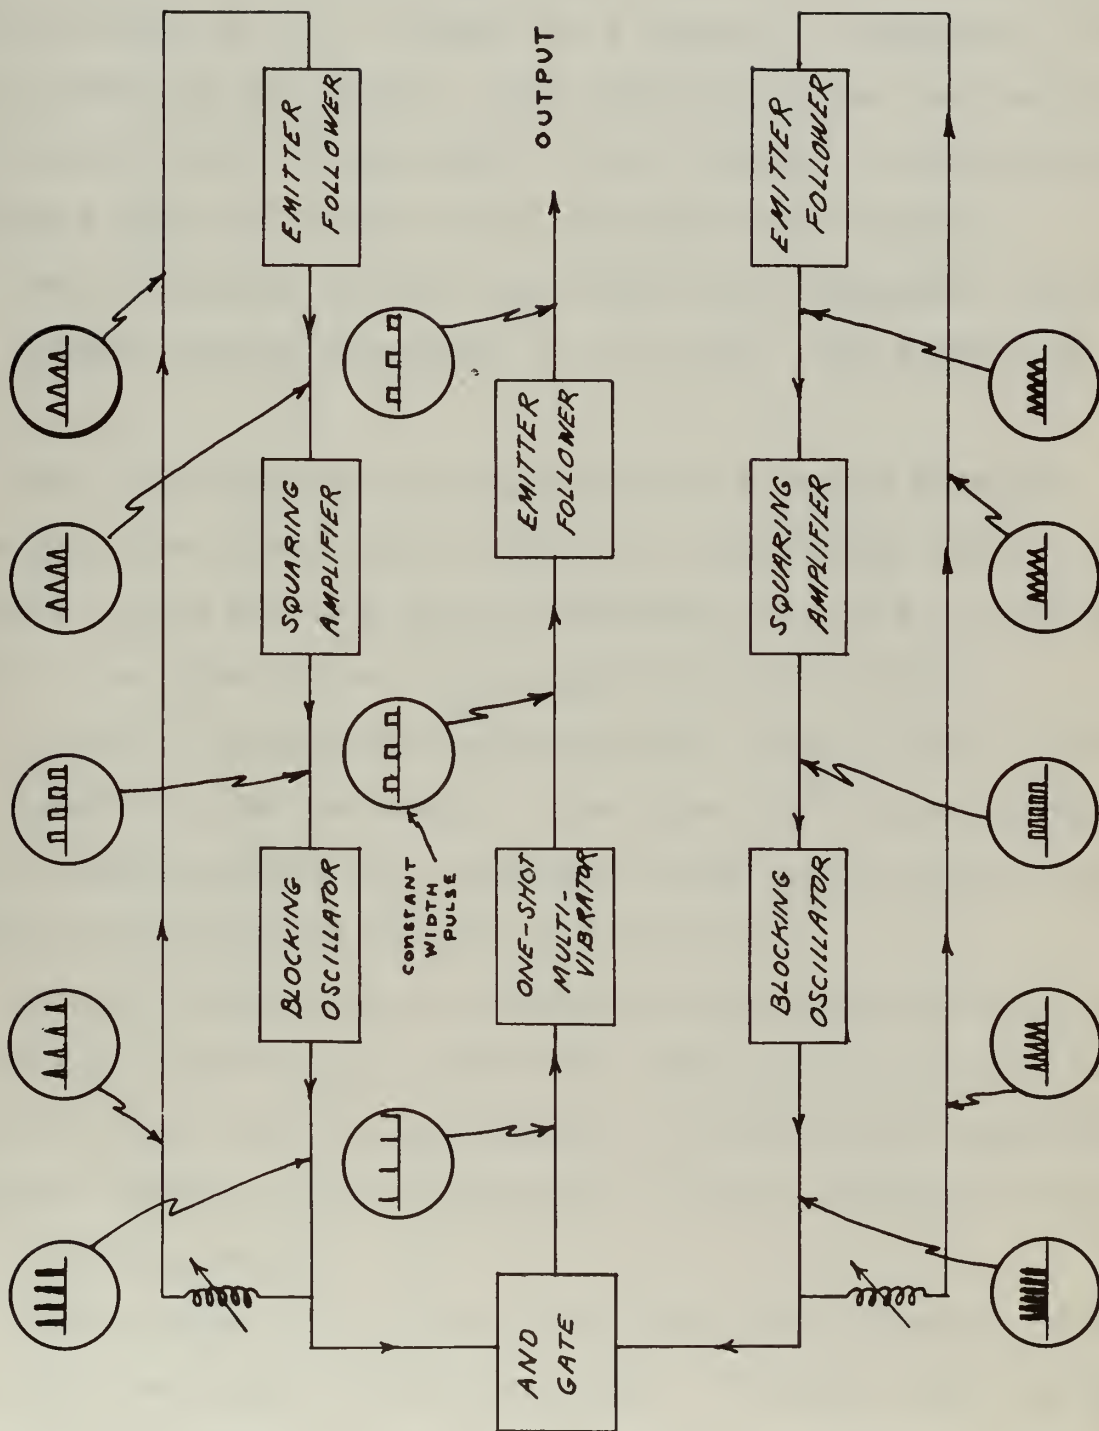 EMITTER
FOLLOWER
SQUARING
AMPLIFIER
BLOCKING
OSCILLATOR
OUTPUT
EMITTER
FOLLOWER
CONSTANT
WIDTH
PULSE
ONE-SHOT
MULTI-
VIBRATOR
AND
GATE
EMITTER
FOLLOWER
SQUARING
AMPLIFIER
BLOCKING
OSCILLATOR